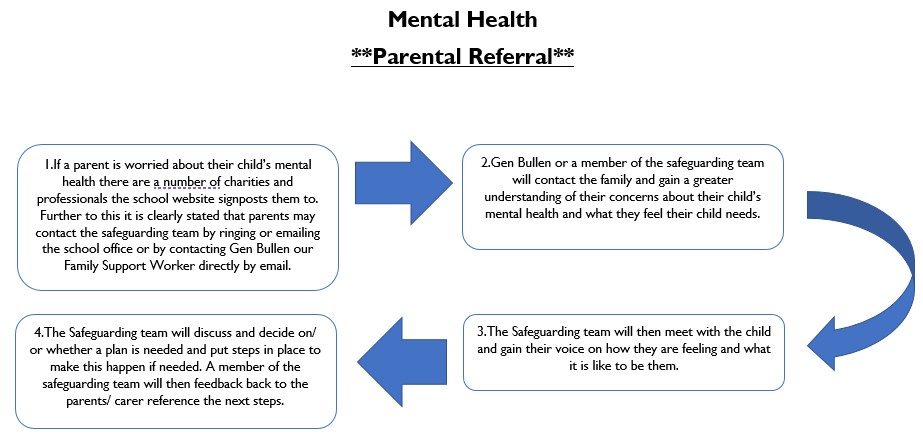 Mental Health
**Parental Referral**
1.If a parent is worried about their child's mental
health there are a number of charities and
professionals the school website signposts them to.
Further to this it is clearly stated that parents may
contact the safeguarding team by ringing or emailing
the school office or by contacting Gen Bullen our
Family Support Worker directly by email.
2.Gen Bullen or a member of the safeguarding team
will contact the family and gain a greater
understanding of their concerns about their child's
mental health and what they feel their child needs.
3.The Safeguarding team will then meet with the child
and gain their voice on how they are feeling and what
it is like to be them.
4.The Safeguarding team will discuss and decide on/
or whether a plan is needed and put steps in place to
make this happen if needed. A member of the
safeguarding team will then feedback back to the
parents/ carer reference the next steps.